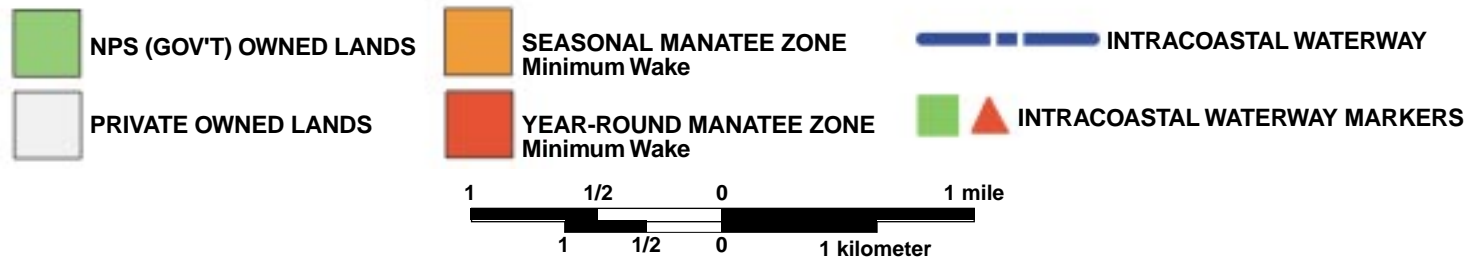 NPS (GOV'T) OWNED LANDS
PRIVATE OWNED LANDS
SEASONAL MANATEE ZONE
Minimum Wake
YEAR-ROUND MANATEE ZONE
Minimum Wake
INTRACOASTAL WATERWAY
INTRACOASTAL WATERWAY MARKERS
1 1/2 0 1 mile
1 1/2 0 1 kilometer